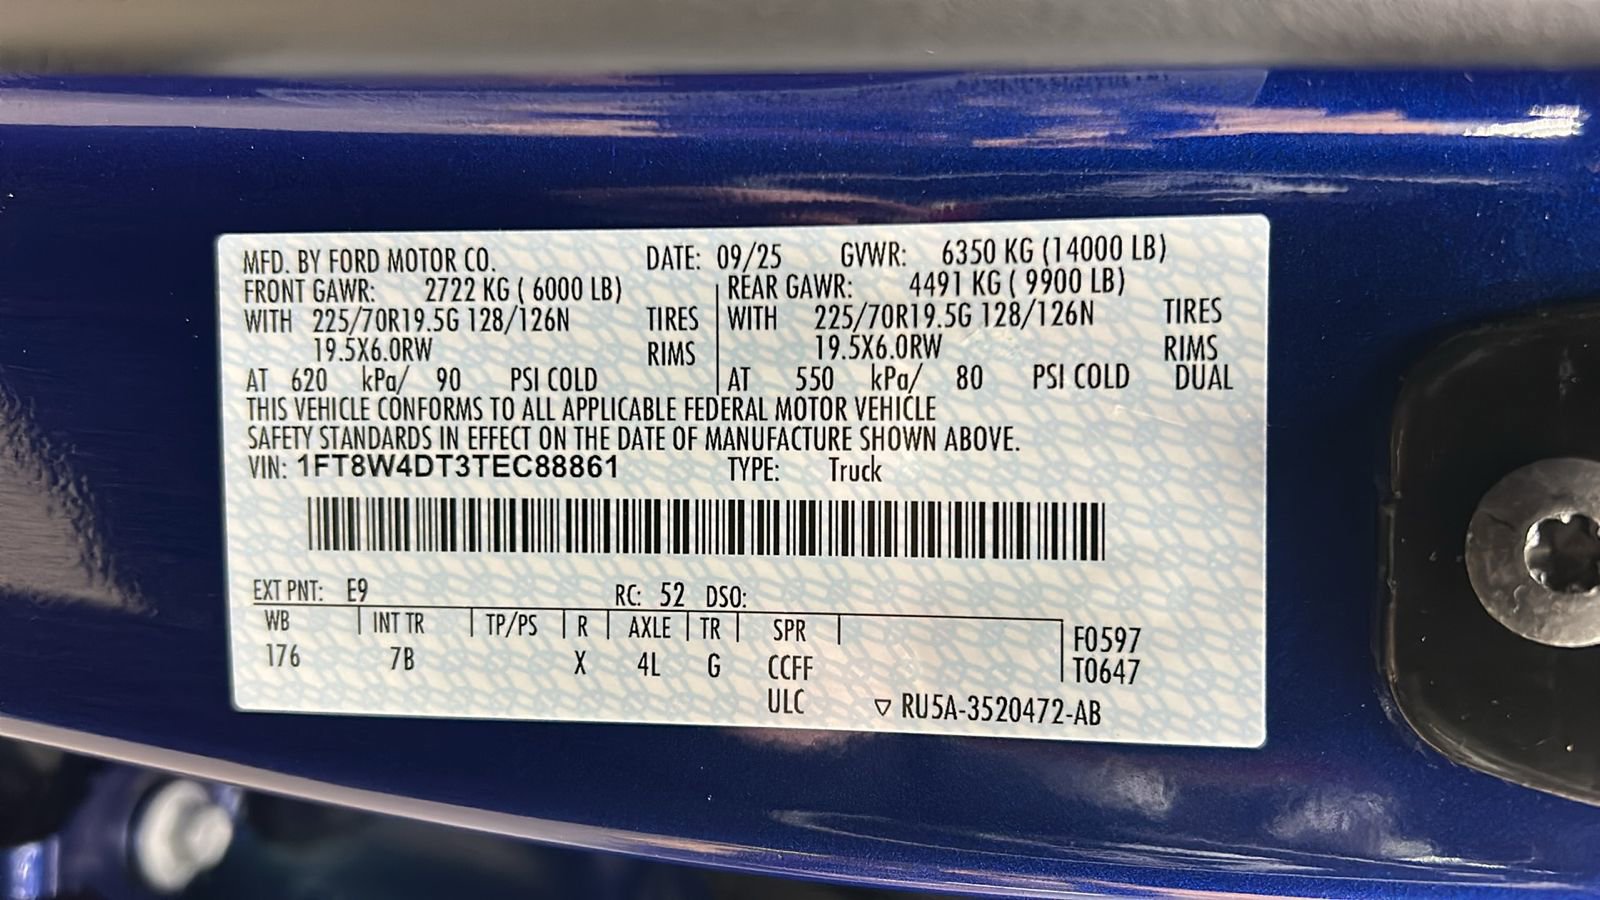 MFD. BY FORD MOTOR CO. DATE: 09/25 GVWR: 6350 KG (14000 LB)
FRONT GAWR: 2722 KG ( 6000 LB) REAR GAWR: 4491 KG ( 9900 LB)
WITH 225/70R19.5G 128/126N TIRES WITH 225/70R19.5G 128/126N TIRES
19.5X6.0RW RIMS 19.5X6.0RW RIMS
AT 620 kPa/ 90 PSI COLD AT 550 kPa/ 80 PSI COLD DUAL
THIS VEHICLE CONFORMS TO ALL APPLICABLE FEDERAL MOTOR VEHICLE
SAFETY STANDARDS IN EFFECT ON THE DATE OF MANUFACTURE SHOWN ABOVE.
VIN: 1FT8W4DT3TEC88861 TYPE: Truck
EXT PNT: E9 RC: 52 DSO:
WB INT TR TP/PS R AXLE TR SPR F0597
176 7B X 4L G CCFF T0647
ULC ▽ RU5A-3520472-AB